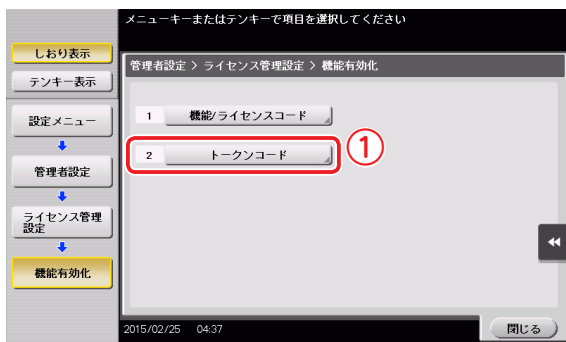 メニューキーまたはテンキーで項目を選択してください
しおり表示
テンキー表示
設定メニュー
管理者設定
ライセンス管理
設定
機能有効化
管理者設定 > ライセンス管理設定 > 機能有効化
1 機能/ライセンスコード
2 トークンコード
①
2015/02/25 04:37
閉じる